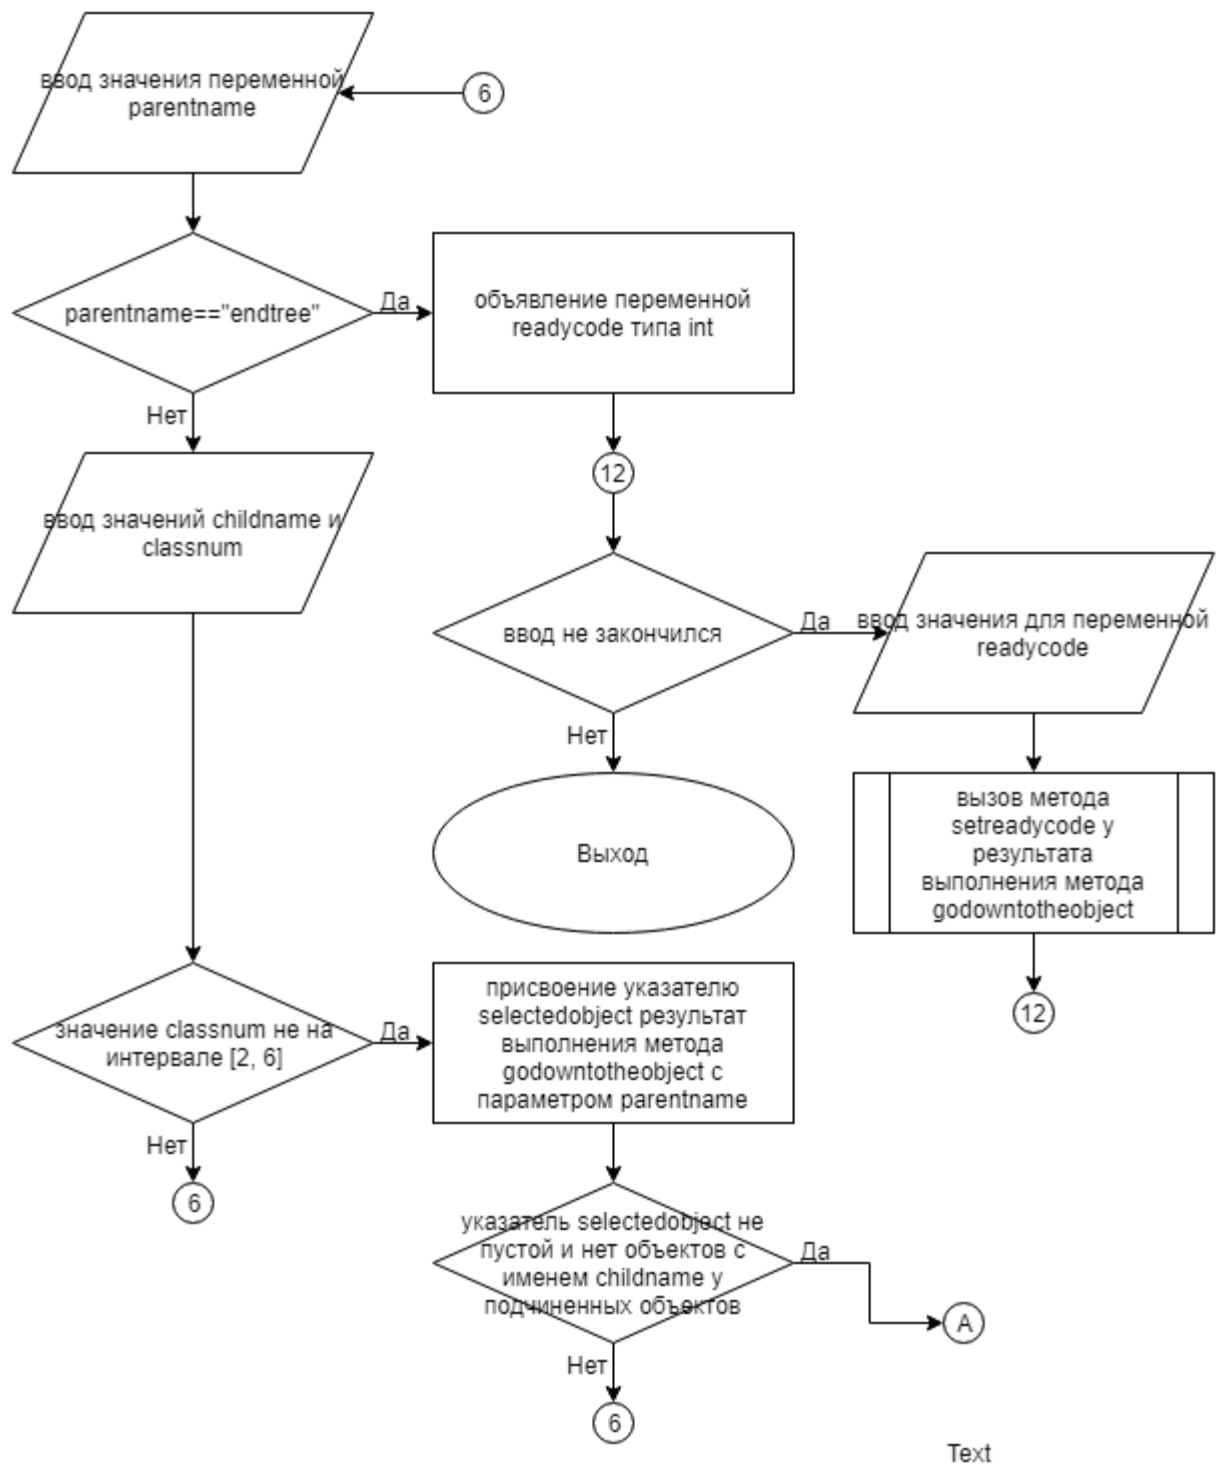 ввод значения переменной
parentname
6
parentname=="endtree"
Да
объявление переменной
readycode типа int
Нет
12
ввод значений childname и
classnum
ввод не закончился
Да
ввод значения для переменной
readycode
Нет
Выход
вызов метода
setreadycode у
результата
выполнения метода
godowntotheobject
12
значение classnum не на
интервале [2, 6]
Да
присвоение указателю
selectedobject результат
выполнения метода
godowntotheobject с
параметром parentname
Нет
6
указатель selectedobject не
пустой и нет объектов с
именем childname у
подчиненных объектов
Да
A
Нет
6
Text